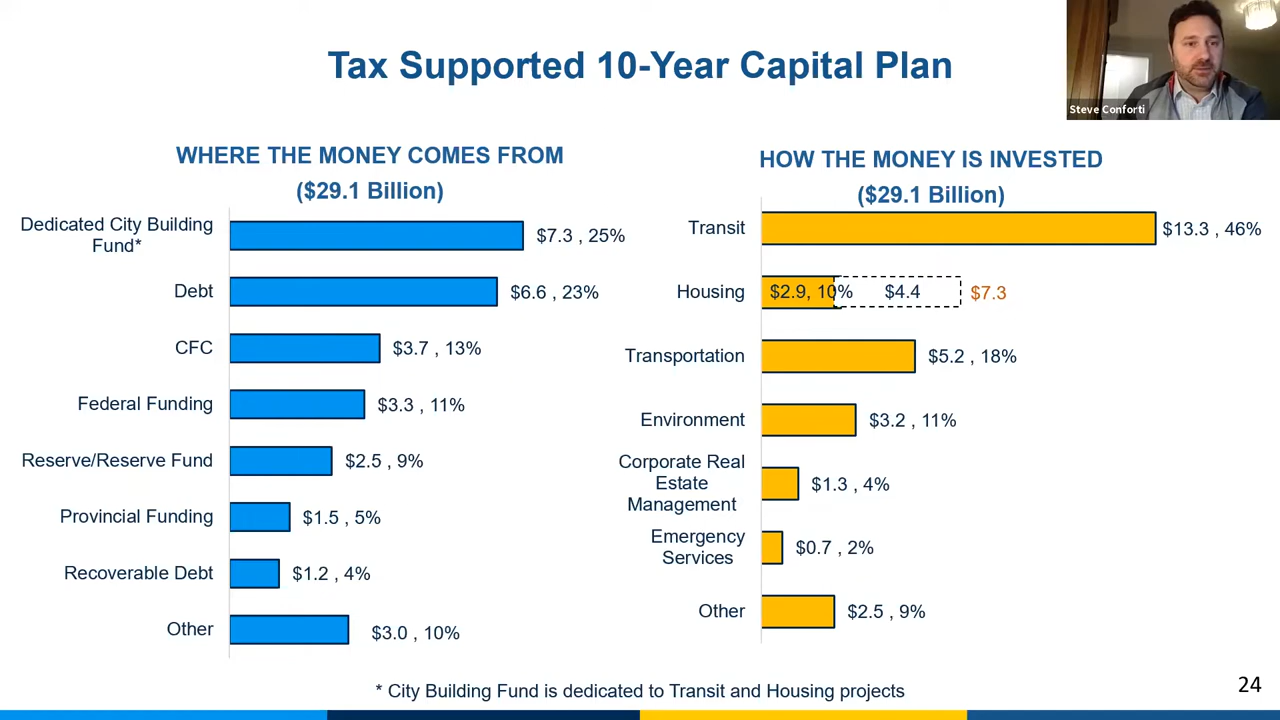 Steve Conforti
Tax Supported 10-Year Capital Plan
WHERE THE MONEY COMES FROM
($29.1 Billion)
Dedicated City Building
Fund*
$7.3 , 25%
Debt
$6.6 , 23%
CFC
$3.7 , 13%
Federal Funding
$3.3 , 11%
Reserve/Reserve Fund
$2.5 , 9%
Provincial Funding
$1.5 , 5%
Recoverable Debt
$1.2 , 4%
Other
$3.0 , 10%
HOW THE MONEY IS INVESTED
($29.1 Billion)
Transit
$13.3 , 46%
Housing
$2.9, 10%
$4.4
$7.3
Transportation
$5.2 , 18%
Environment
$3.2 , 11%
Corporate Real
Estate
Management
$1.3 , 4%
Emergency
Services
$0.7 , 2%
Other
$2.5 , 9%
* City Building Fund is dedicated to Transit and Housing projects
24